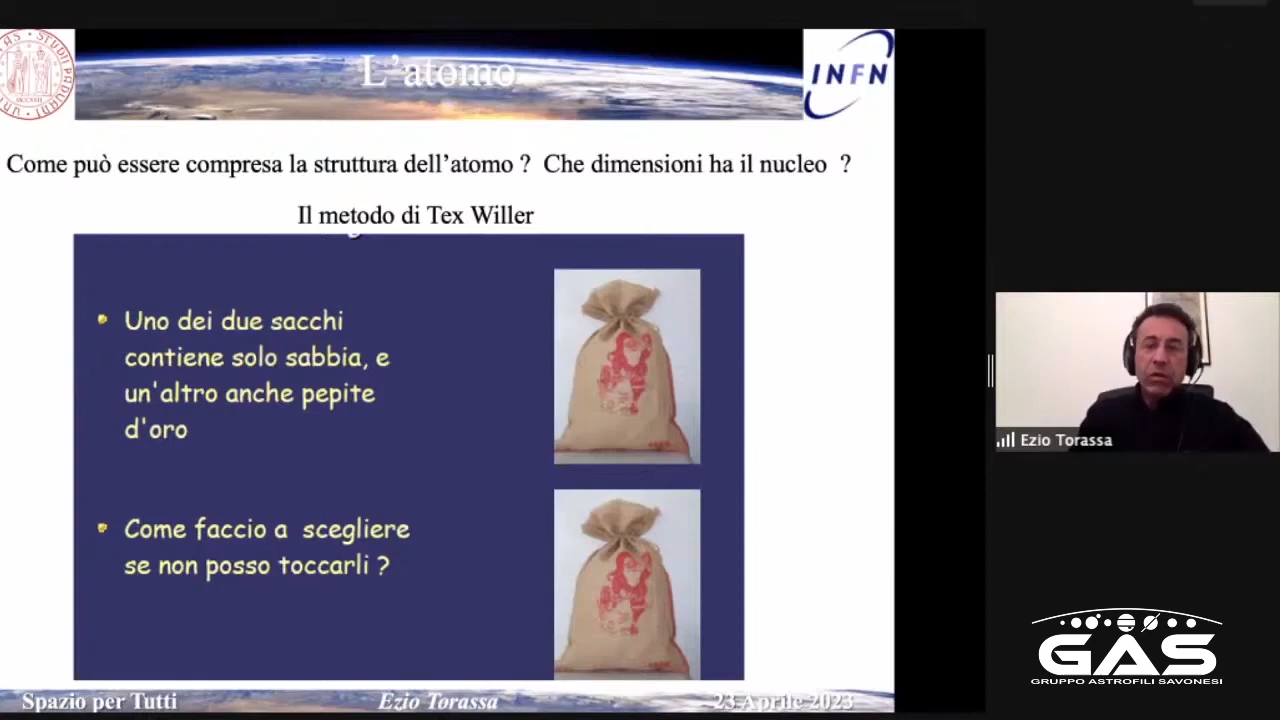 L'atomo
INFN
Come può essere compresa la struttura dell'atomo ? Che dimensioni ha il nucleo ?
Il metodo di Tex Willer
Uno dei due sacchi
contiene solo sabbia, e
un'altro anche pepite
d'oro
Come faccio a scegliere
se non posso toccarli ?
Ezio Torassa
GAS
GRUPPO ASTROFILI SAVONESI
Spazio per Tutti
Ezio Torassa
23 Aprile 2023